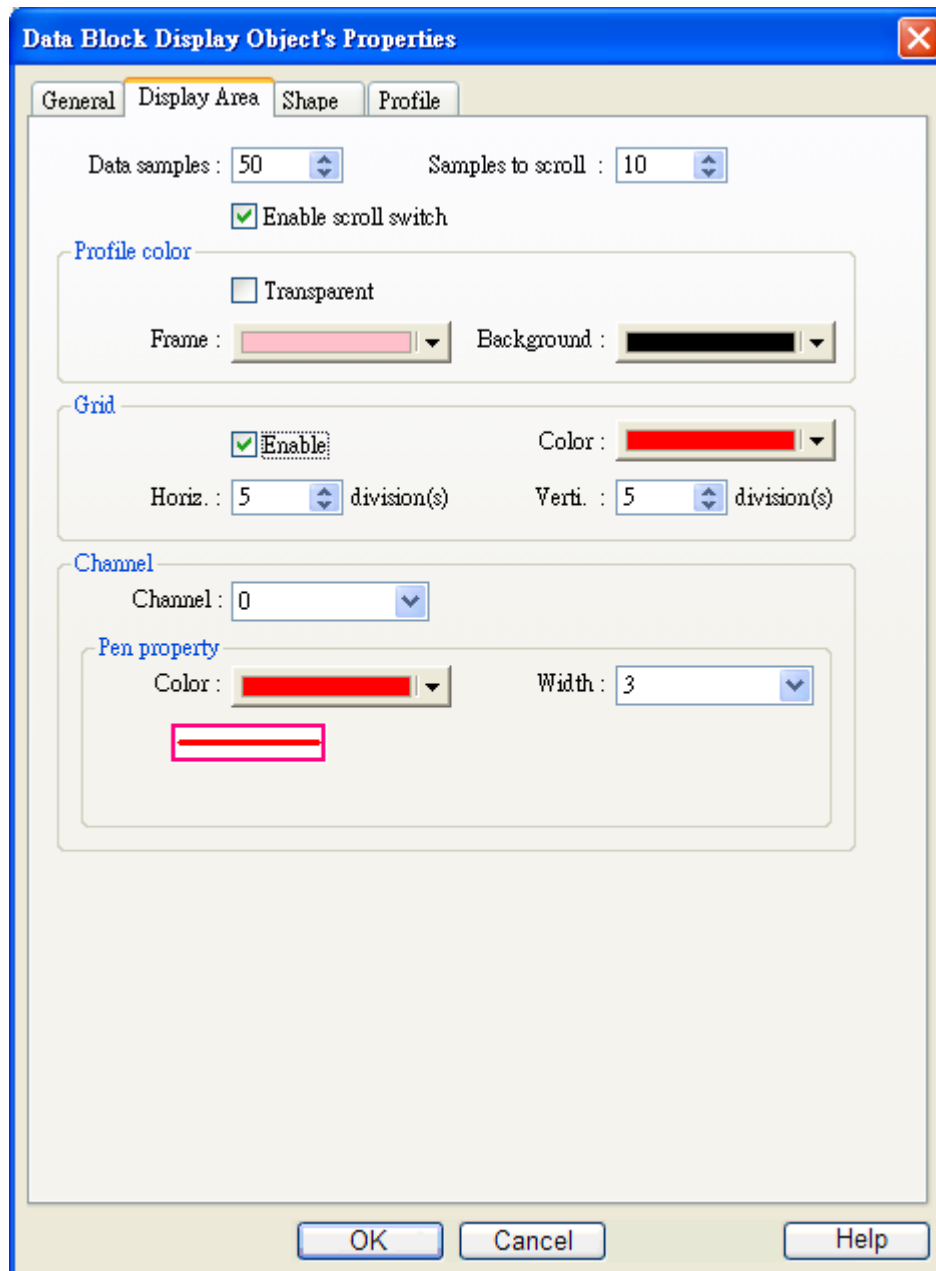 Data Block Display Object's Properties
General Display Area Shape Profile
Data samples : 50 Samples to scroll : 10
Enable scroll switch
Profile color
Transparent
Frame : Background :
Grid
Enable Color :
Horiz. : 5 division(s) Verti. : 5 division(s)
Channel
Channel : 0
Pen property
Color : Width : 3
OK Cancel Help